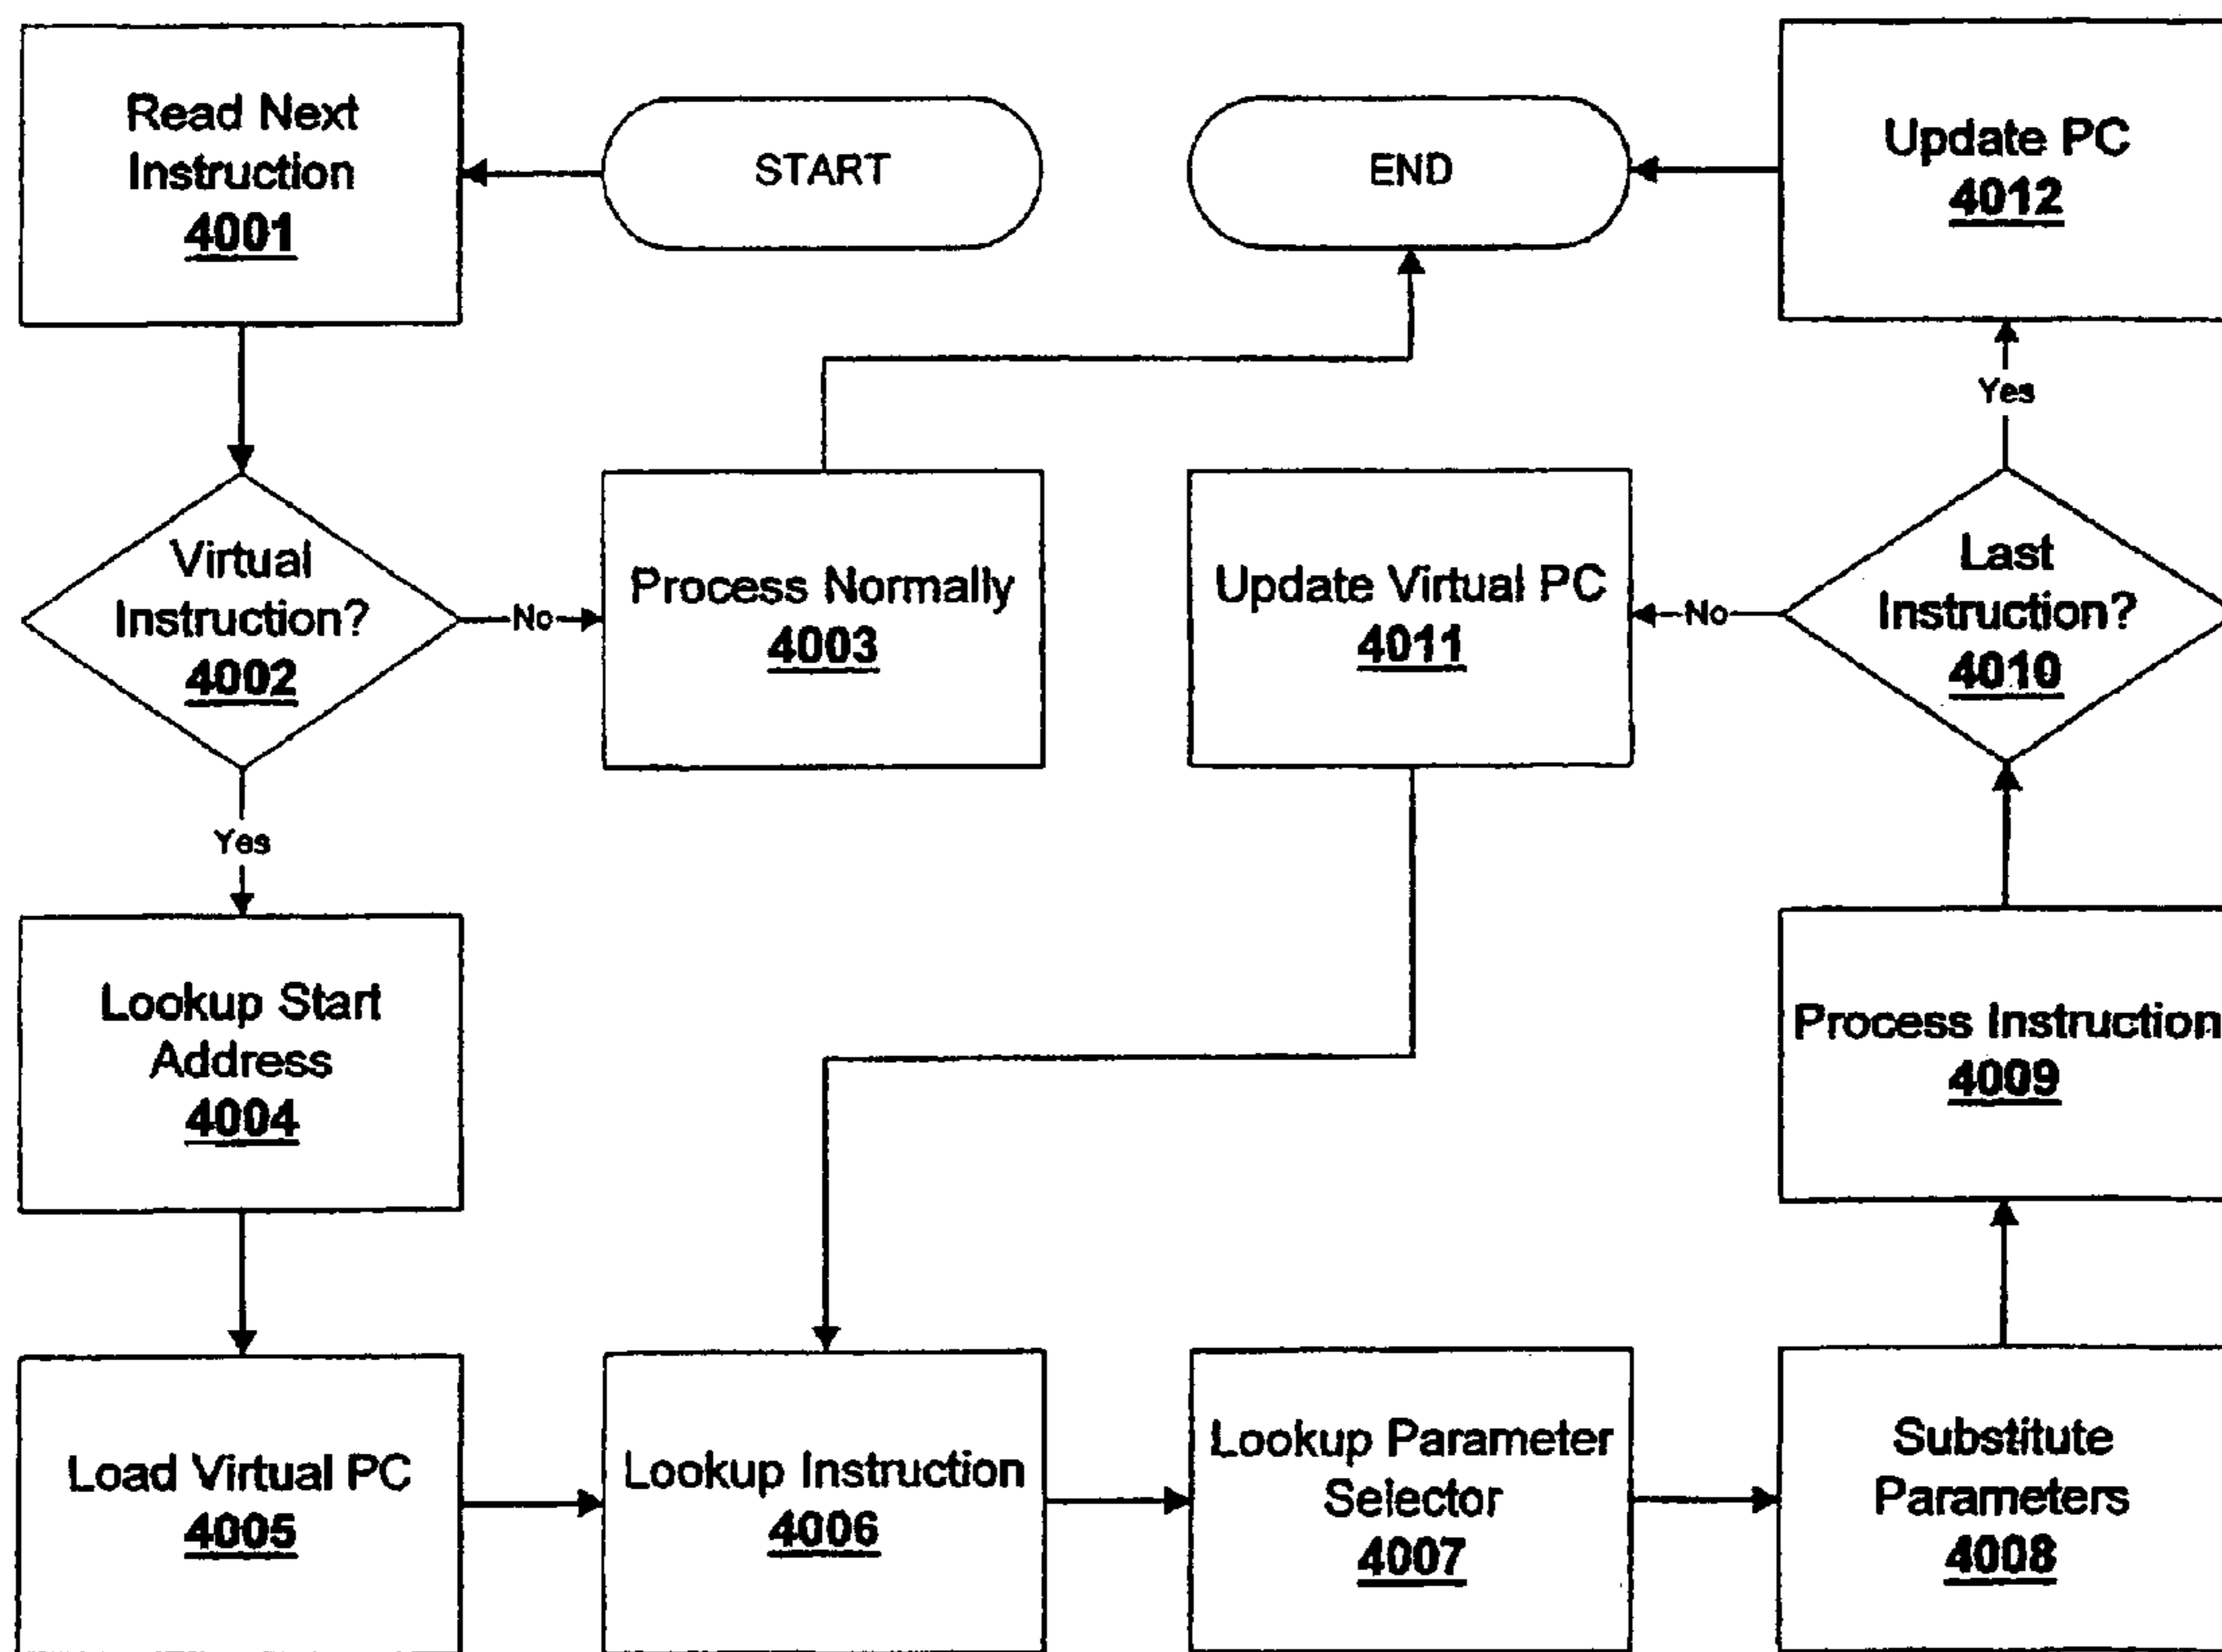 Read Next
Instruction
4001
START
END
Update PC
4012
Yes
Virtual
Instruction?
4002
No
Process Normally
4003
Update Virtual PC
4011
No
Last
Instruction?
4010
Yes
Lookup Start
Address
4004
Process Instruction
4009
Load Virtual PC
4005
Lookup Instruction
4006
Lookup Parameter
Selector
4007
Substitute
Parameters
4008